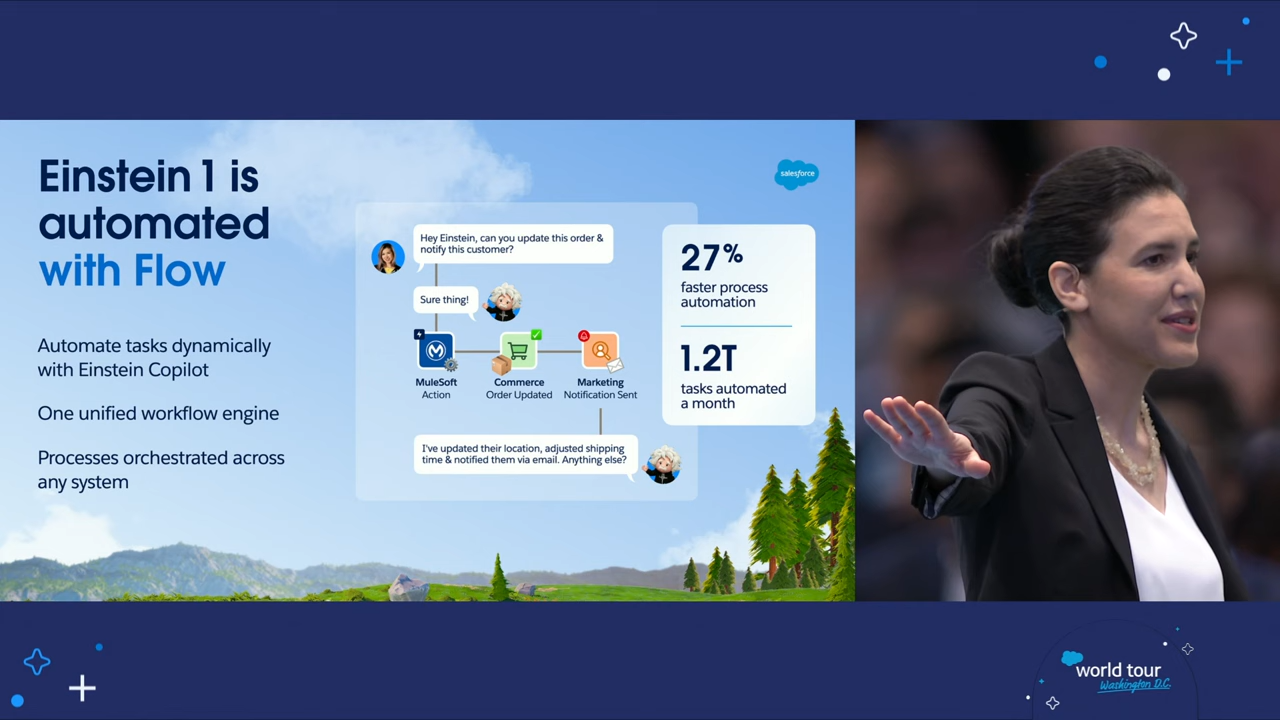 Einstein 1 is
automated
with Flow
Automate tasks dynamically
with Einstein Copilot
One unified workflow engine
Processes orchestrated across
any system
Hey Einstein, can you update this order &
notify this customer?
Sure thing!
MuleSoft
Action
Commerce
Order Updated
Marketing
Notification Sent
I've updated their location, adjusted shipping
time & notified them via email. Anything else?
salesforce
27%
faster process
automation
1.2T
tasks automated
a month
world tour
Washington D.C.